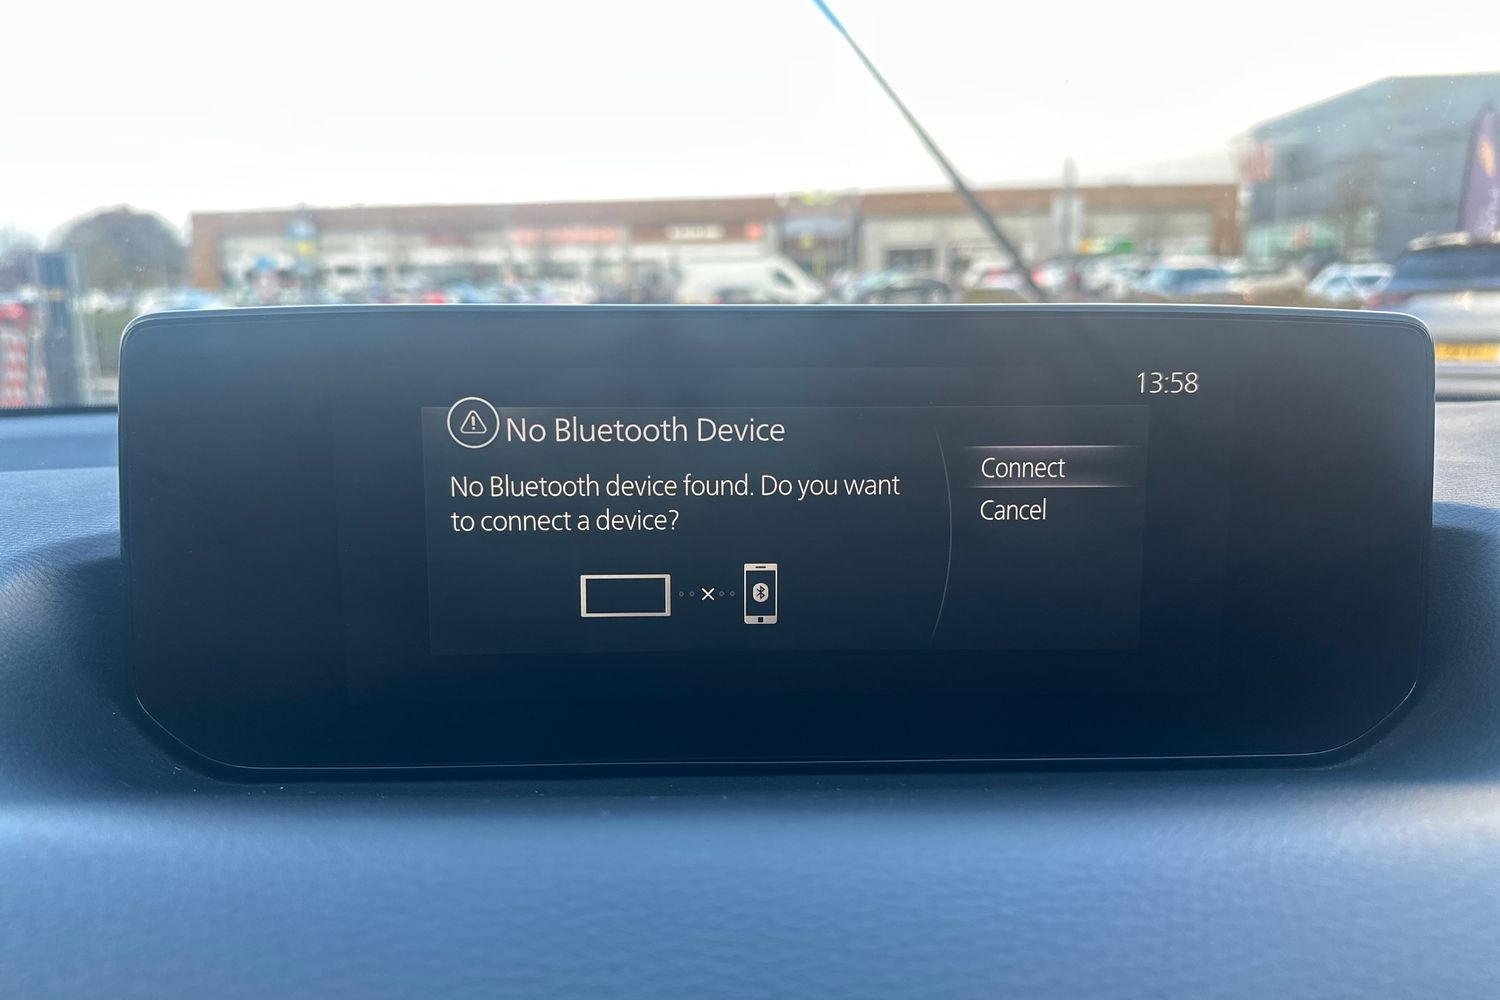 13:58
No Bluetooth Device
No Bluetooth device found. Do you want
to connect a device?
Connect
Cancel